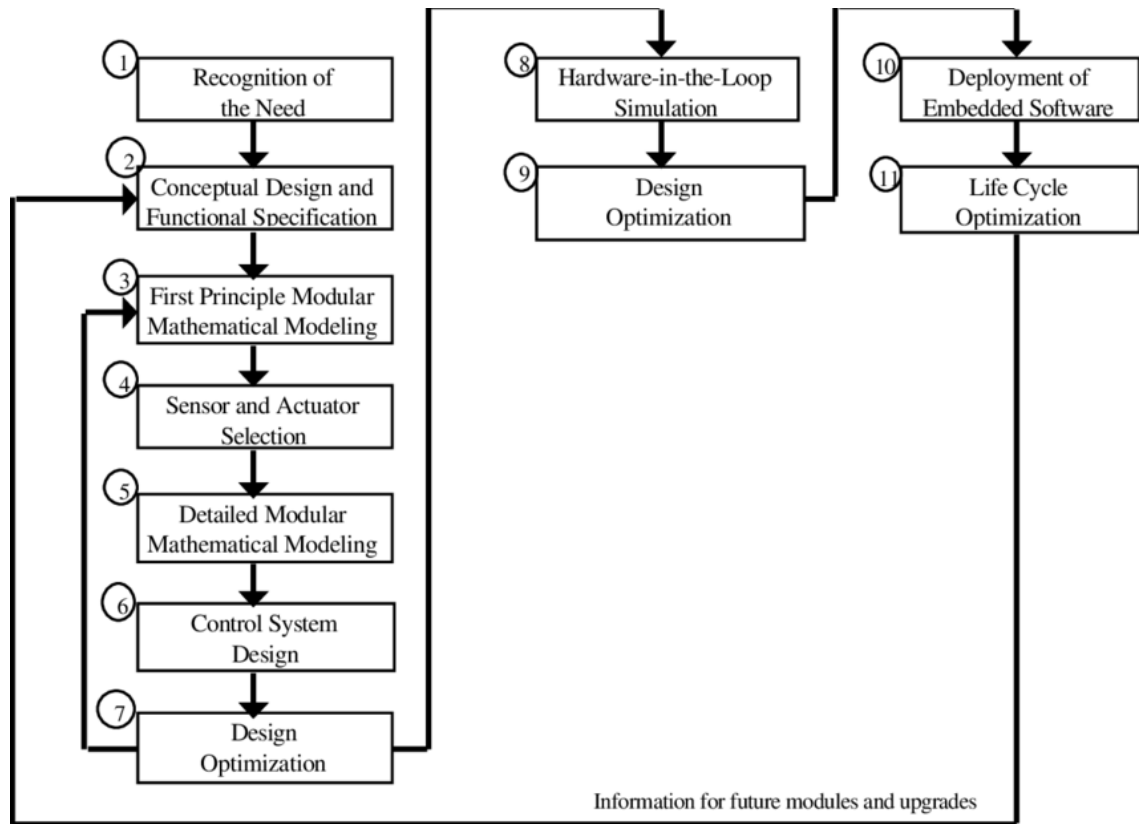 1
Recognition of
the Need
2
Conceptual Design and
Functional Specification
3
First Principle Modular
Mathematical Modeling
4
Sensor and Actuator
Selection
5
Detailed Modular
Mathematical Modeling
6
Control System
Design
7
Design
Optimization
8
Hardware-in-the-Loop
Simulation
9
Design
Optimization
10
Deployment of
Embedded Software
11
Life Cycle
Optimization
Information for future modules and upgrades